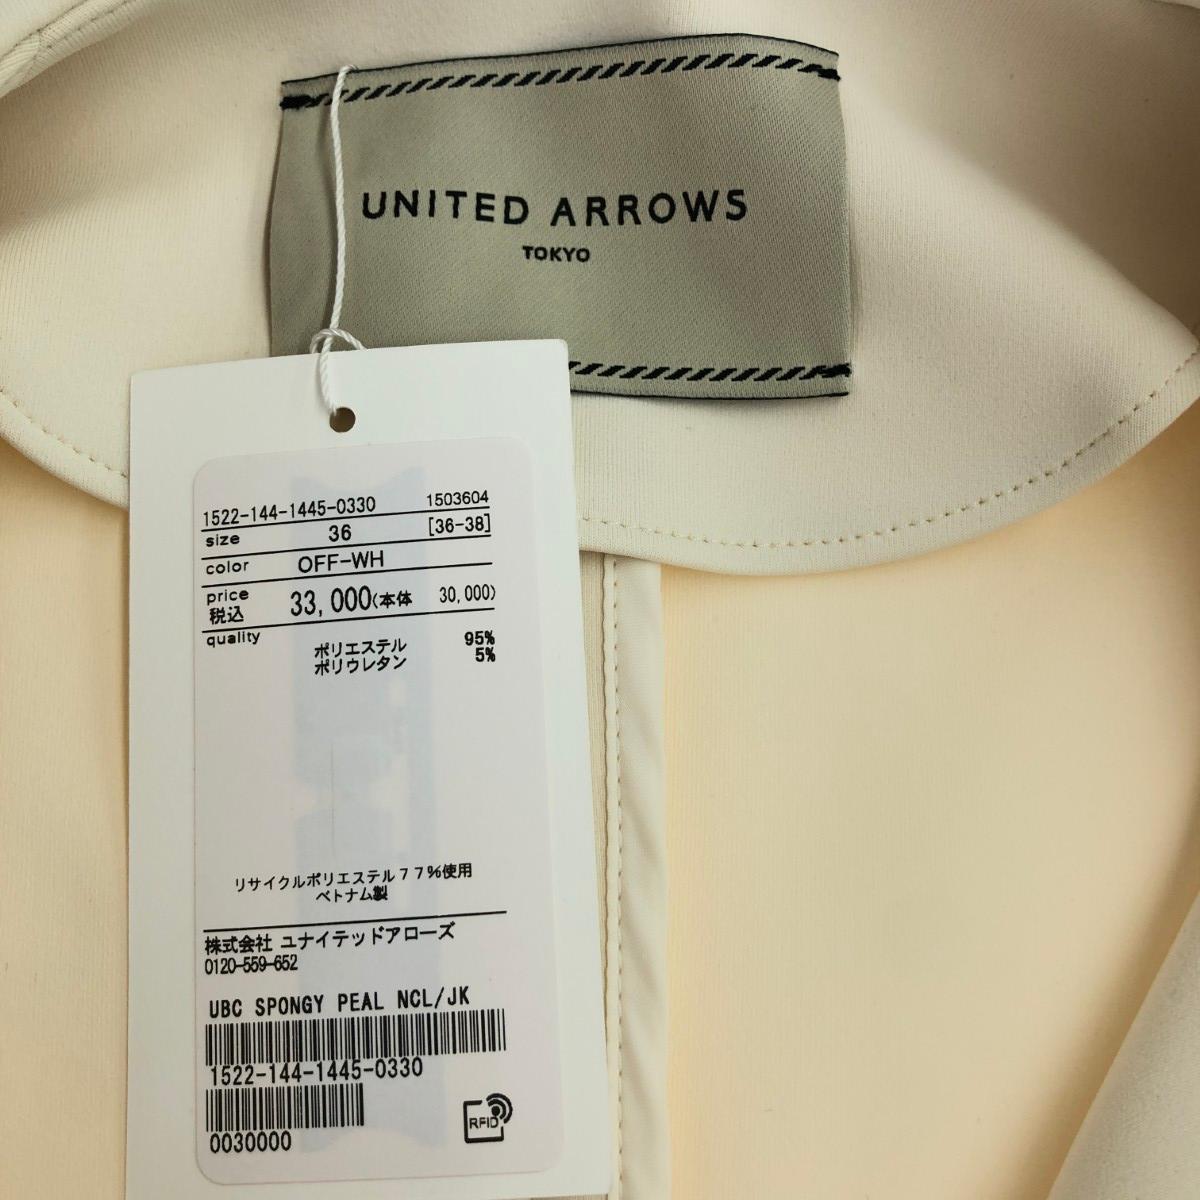 UNITED ARROWS
TOKYO
1522-144-1445-0330 1503604
size 36 [36-38]
color OFF-WH
price 税込 33,000(本体 30,000)
quality
ポリエステル 95%
ポリウレタン 5%
リサイクルポリエステル77%使用
ベトナム製
株式会社 ユナイテッドアローズ
0120-559-652
UBC SPONGY PEAL NCL/JK
1522-144-1445-0330
0030000
RFID